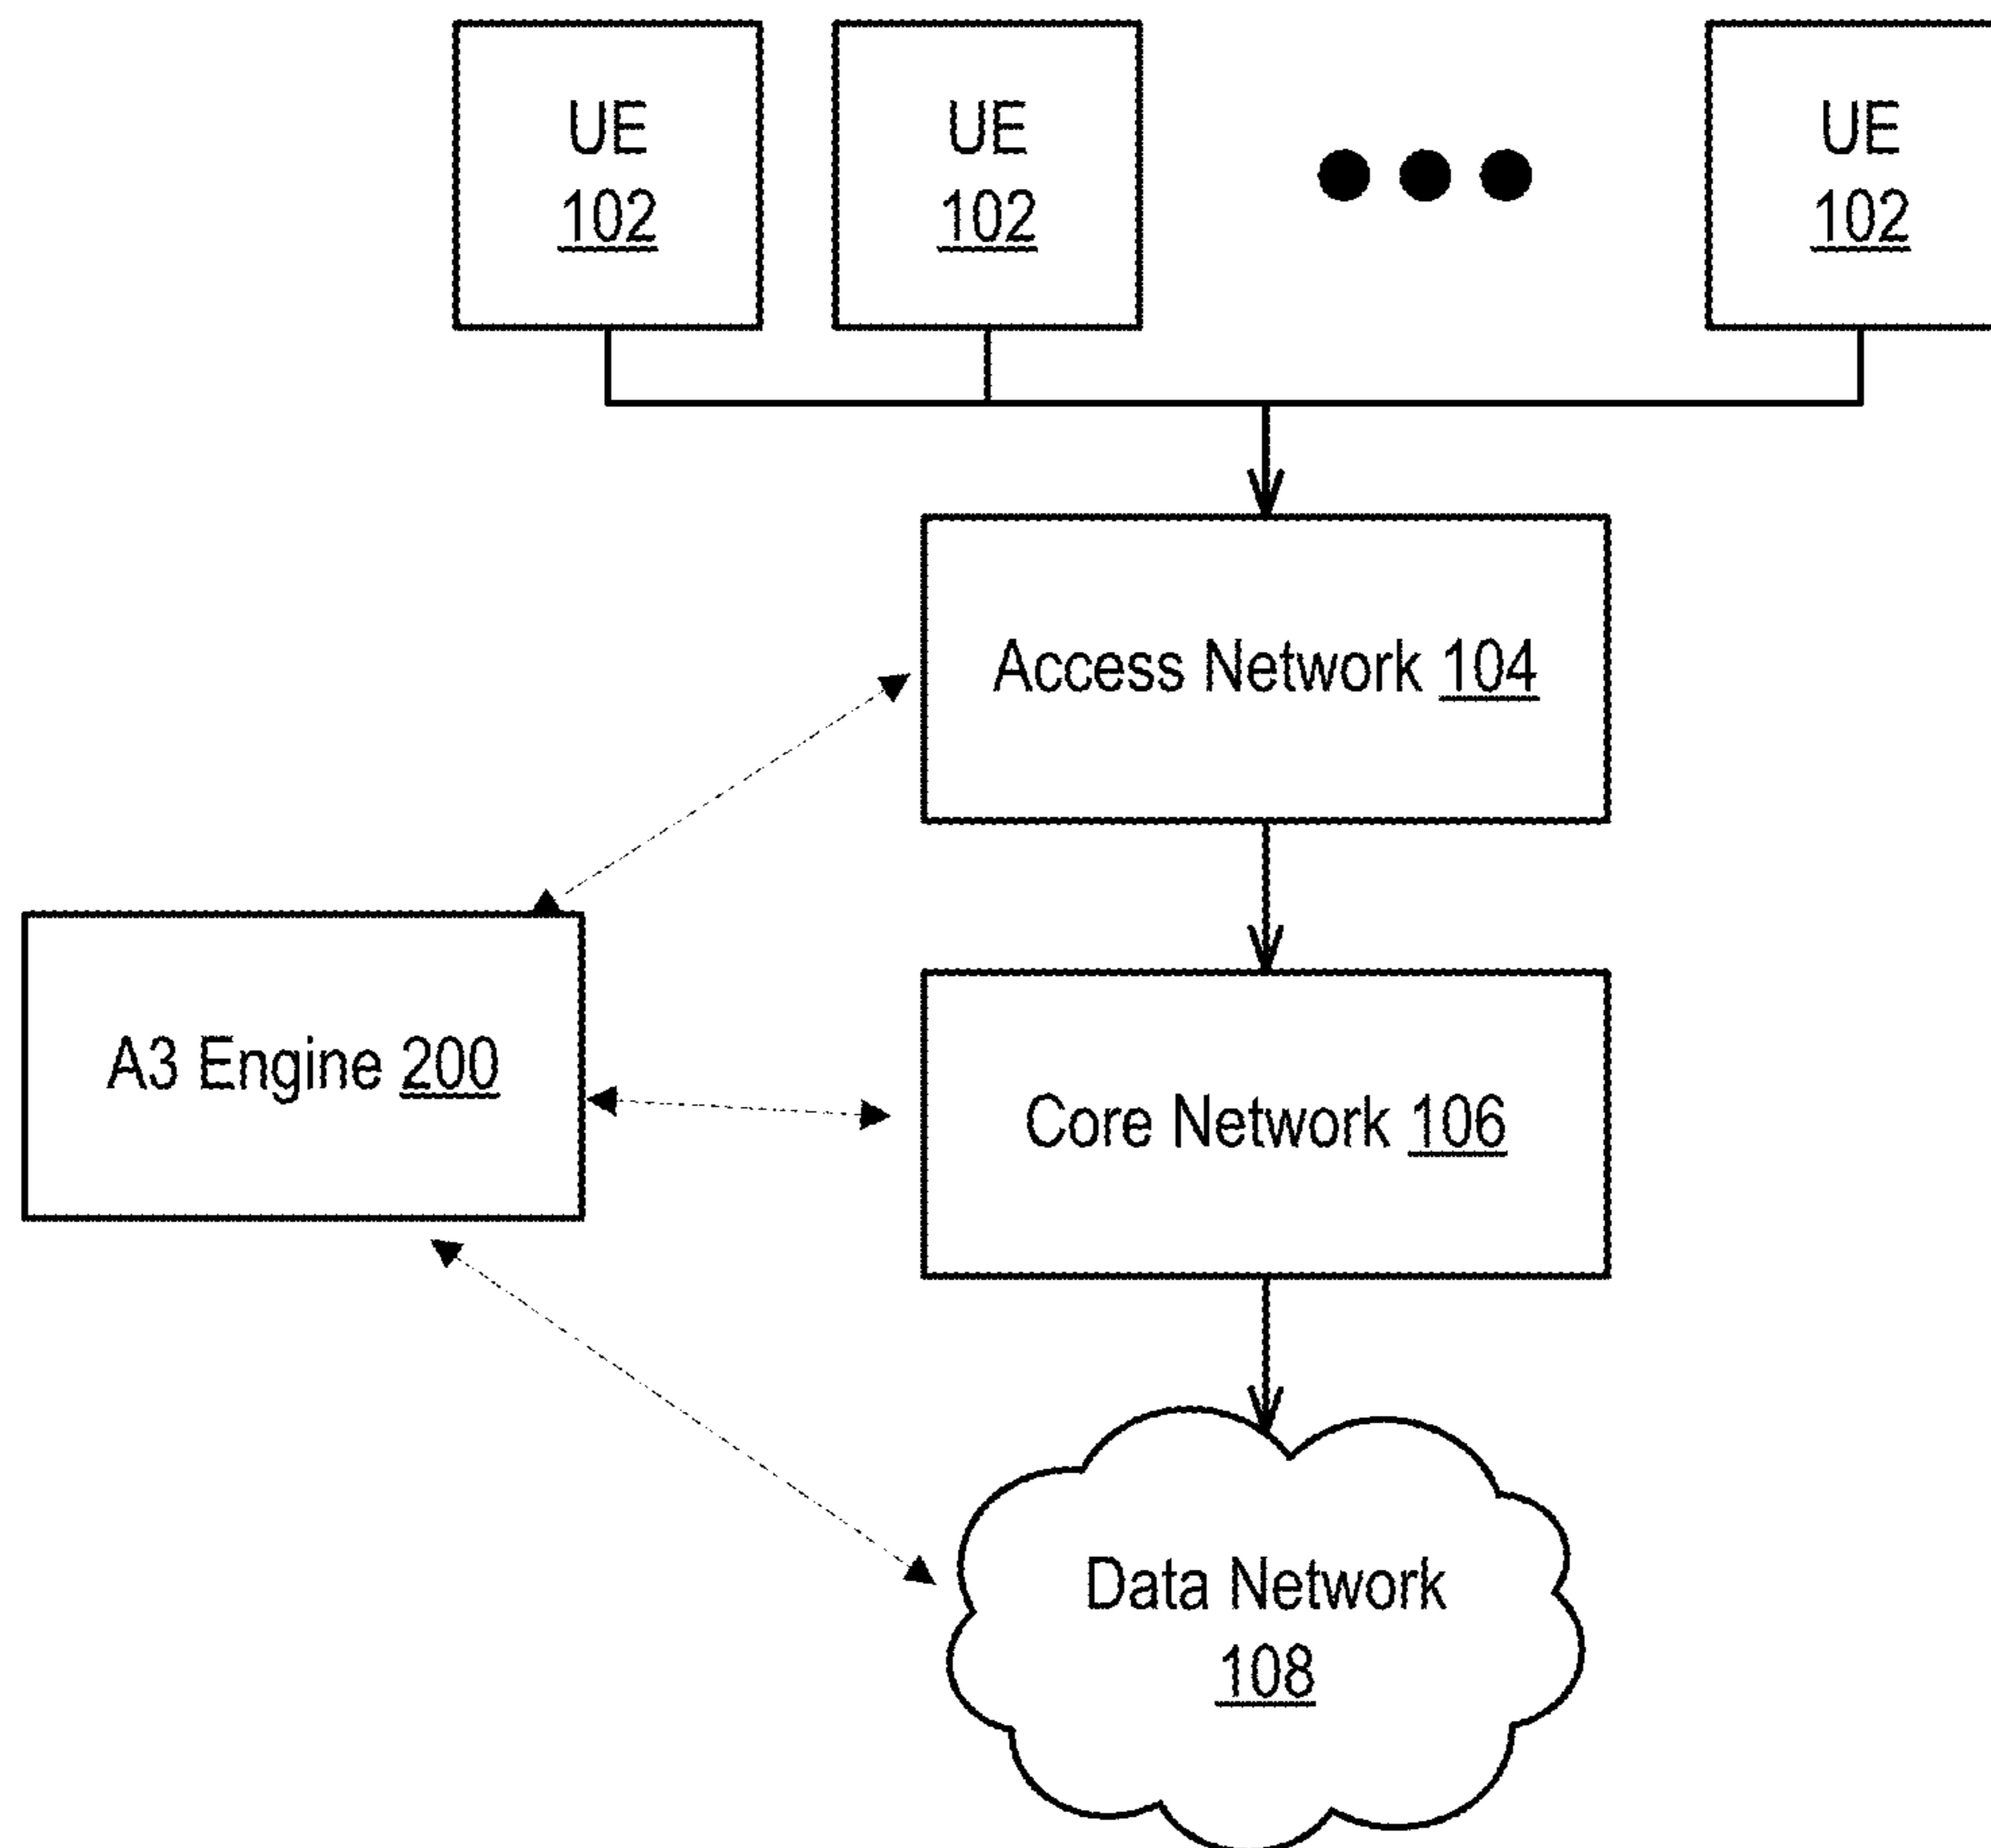 UE
102
UE
102
UE
102
Access Network 104
A3 Engine 200
Core Network 106
Data Network
108